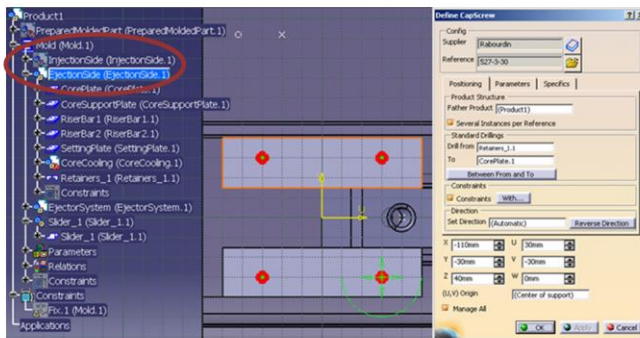 Product1
PreparedMoldedPart (PreparedMoldedPart.1)
Mold (Mold.1)
InjectionSide (InjectionSide.1)
EjectionSide (EjectionSide.1)
CorePlate (CorePlate.1)
CoreSupportPlate (CoreSupportPlate.1)
RiserBar1 (RiserBar1.1)
RiserBar2 (RiserBar2.1)
SettingPlate (SettingPlate.1)
CoreCooling (CoreCooling.1)
Retainers_1 (Retainers_1.1)
Constraints
EjectorSystem (EjectorSystem.1)
Slider_1 (Slider_1.1)
Slider_1 (Slider_1.1)
Parameters
Relations
Constraints
Constraints
Fix.1 (Mold.1)
Applications
Define CapScrew
Config
Supplier Rabourdin
Reference S27-3-30
Positioning Parameters Specifics
Product Structure
Father Product (Product1)
Several Instances per Reference
Standard Drillings
Drill from Retainers_1.1
To CorePlate.1
Between From and To
Constraints
Constraints With...
Direction
Set Direction (Automatic) Reverse Direction
X -110mm U 30mm
Y -30mm V -30mm
Z 40mm W 0mm
(U,V) Origin (Center of support)
Manage All
OK Apply Cancel